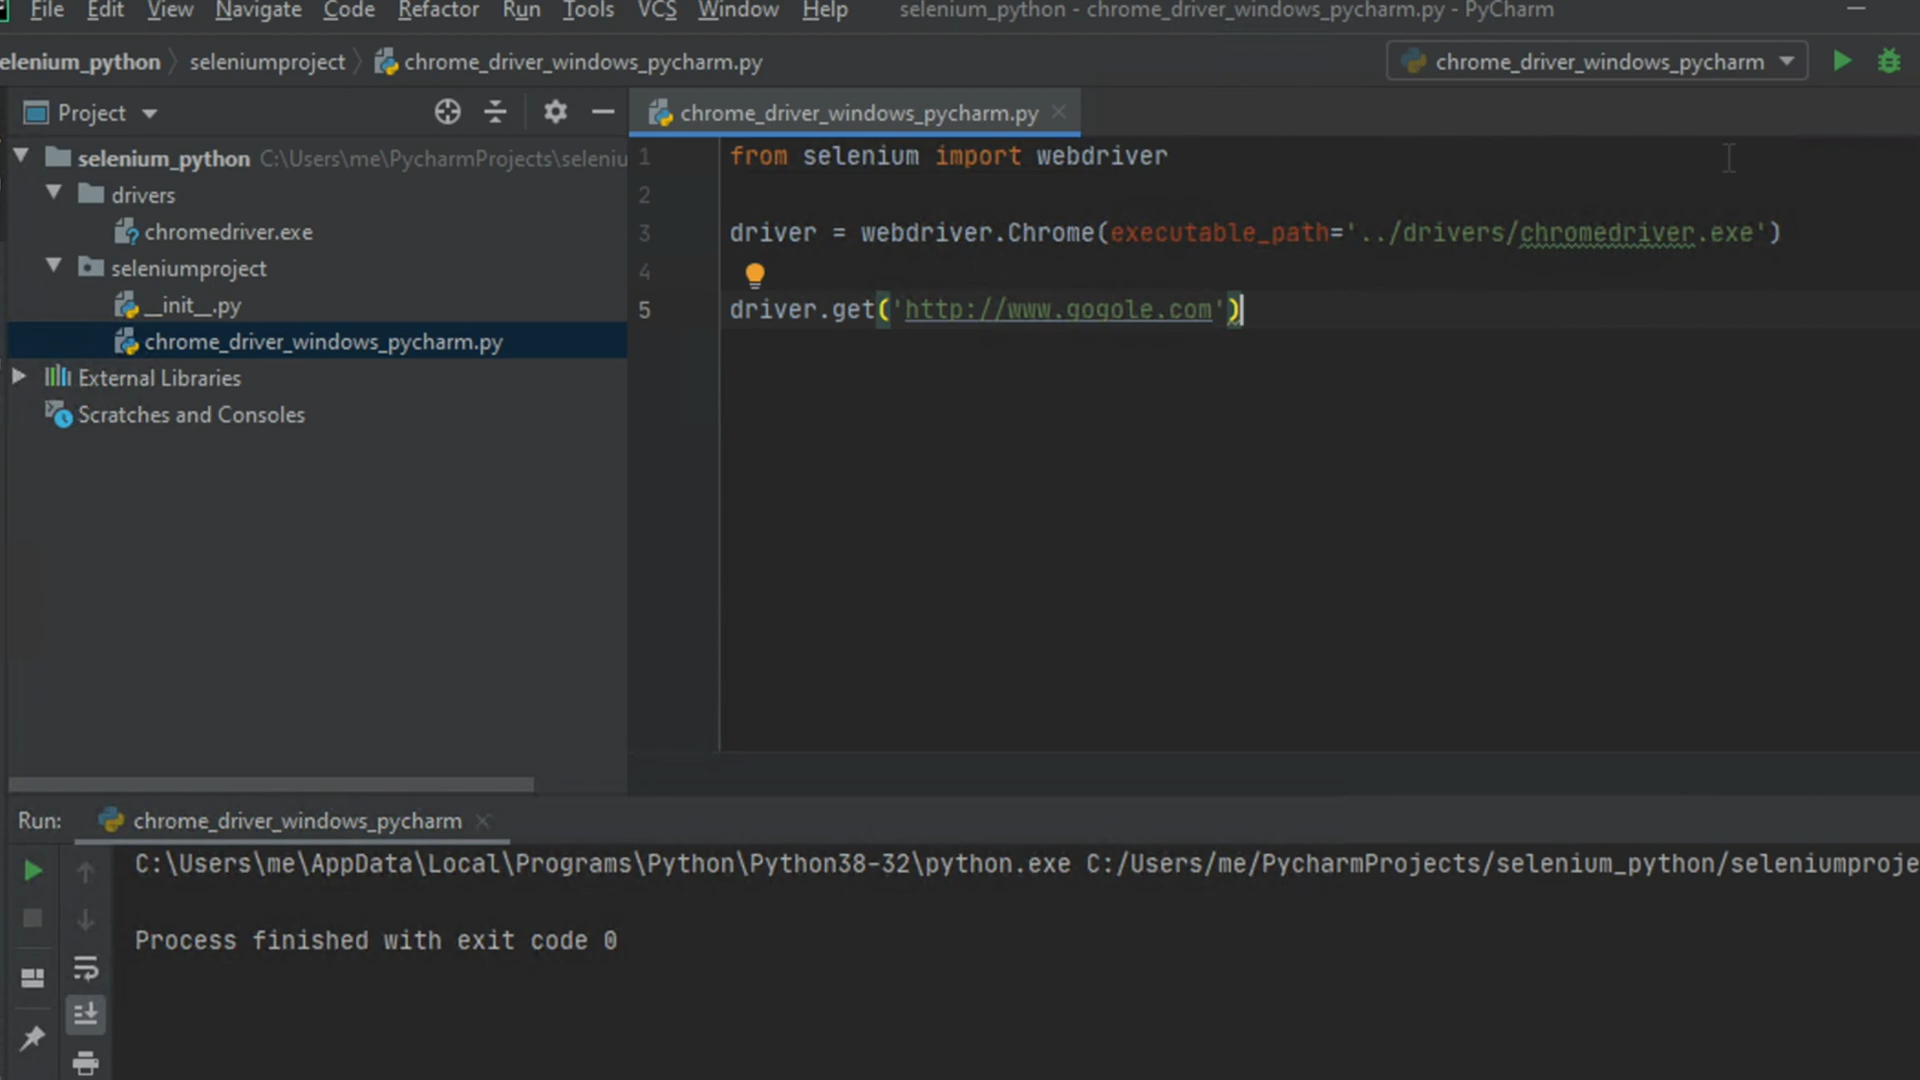 File Edit View Navigate Code Refactor Run Tools VCS Window Help selenium_python - chrome_driver_windows_pycharm.py - PyCharm
elenium_python seleniumproject chrome_driver_windows_pycharm.py chrome_driver_windows_pycharm
Project chrome_driver_windows_pycharm.py
selenium_python C:\Users\me\PycharmProjects\seleniu
drivers
chromedriver.exe
seleniumproject
__init__.py
chrome_driver_windows_pycharm.py
External Libraries
Scratches and Consoles
1 from selenium import webdriver
2
3 driver = webdriver.Chrome(executable_path='../drivers/chromedriver.exe')
4
5 driver.get('http://www.gogole.com')
Run: chrome_driver_windows_pycharm
C:\Users\me\AppData\Local\Programs\Python\Python38-32\python.exe C:/Users/me/PycharmProjects/selenium_python/seleniumproje
Process finished with exit code 0